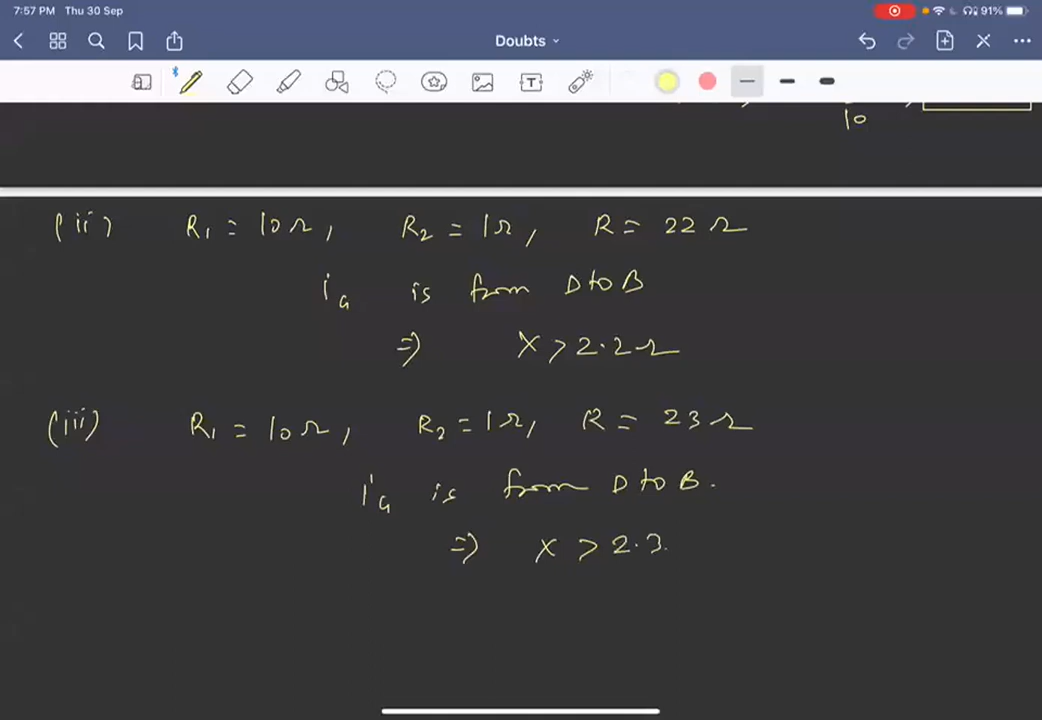 7:57 PM Thu 30 Sep
91%
Doubts
10
(ii) R₁ = 10Ω, R₂ = 1Ω, R = 22Ω
i_G is from D to B
⇒ X > 2.2Ω
(iii) R₁ = 10Ω, R₂ = 1Ω, R = 23Ω
i_G is from D to B.
⇒ X > 2.3